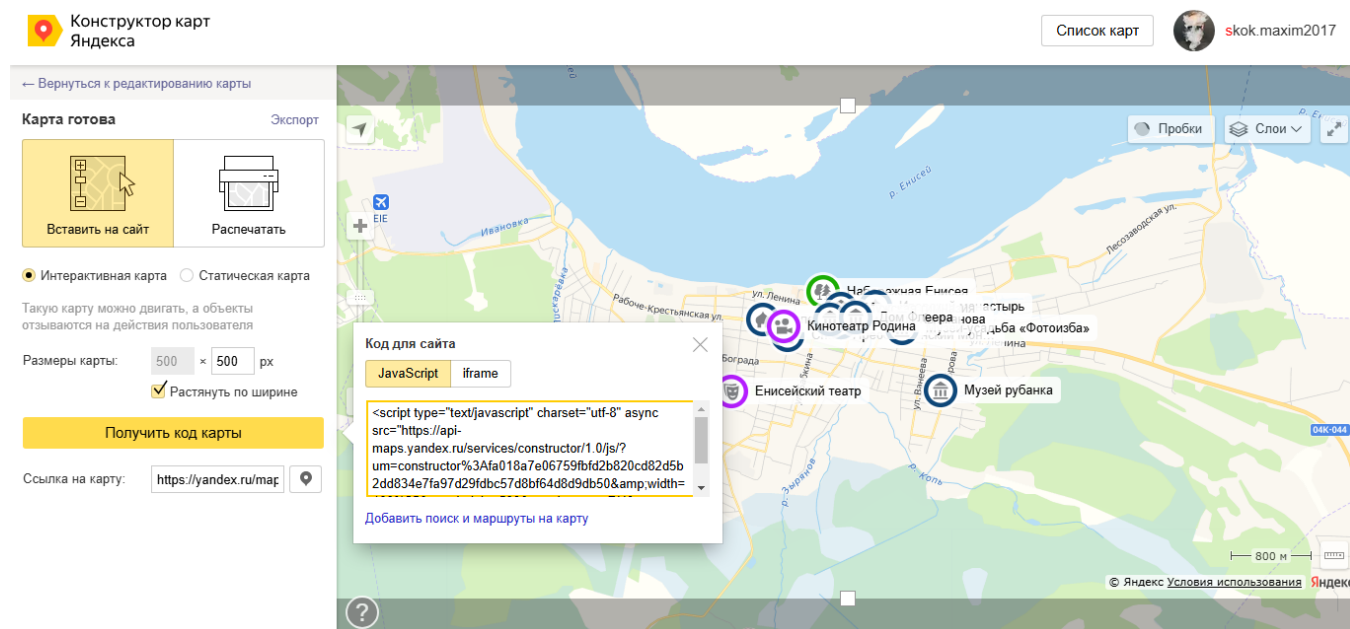 Конструктор карт
Яндекса
Список карт
skok.maxim2017
← Вернуться к редактированию карты
Карта готова
Экспорт
Вставить на сайт
Распечатать
Интерактивная карта
Статическая карта
Такую карту можно двигать, а объекты
отзываются на действия пользователя
Размеры карты:
500 × 500 px
Растянуть по ширине
Получить код карты
Ссылка на карту:
https://yandex.ru/map
Код для сайта
JavaScript
iframe
<script type="text/javascript" charset="utf-8" async
src="https://api-
maps.yandex.ru/services/constructor/1.0/js/?
um=constructor%3Afa018a7e06759fbfd2b820cd82d5b
2dd834e7fa97d29fdbc57d8bf64d8d9db50&amp;width=
Добавить поиск и маршруты на карту
Пробки
Слои
р. Енисей
EIE
Ивановка
Лесозаводская ул.
Рабоче-Крестьянская ул.
ул. Ленина
Набережная Енисея
Кинотеатр Родина
Енисейский театр
Музей рубанка
ул. Ванеева
04К-044
800 м
© Яндекс Условия использования
?